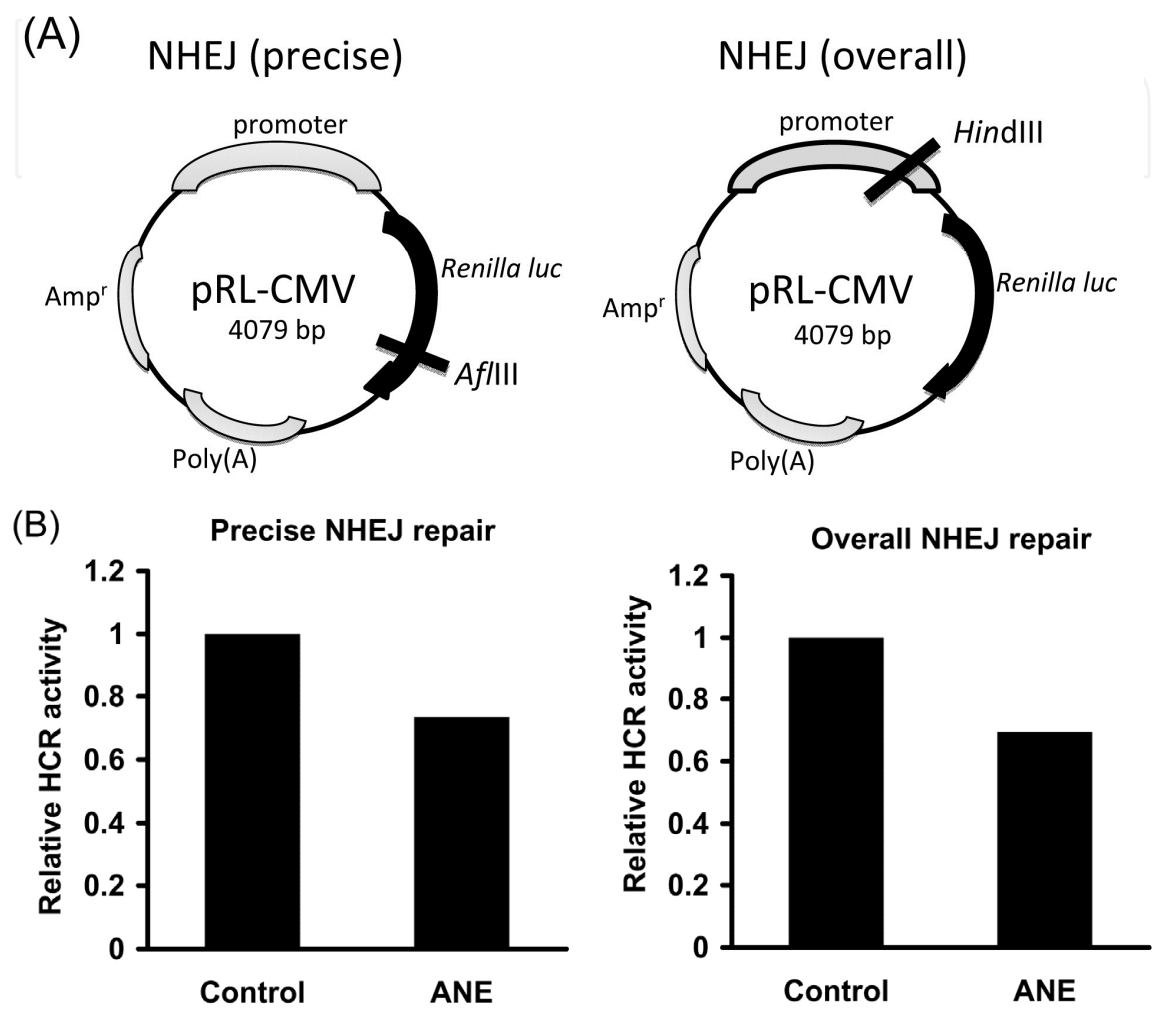 (A)
NHEJ (precise)
NHEJ (overall)
promoter
Renilla luc
pRL-CMV
4079 bp
Ampr
AflIII
Poly(A)
promoter
HindIII
Renilla luc
pRL-CMV
4079 bp
Ampr
Poly(A)
(B)
Precise NHEJ repair
Relative HCR activity
1.2
1
0.8
0.6
0.4
0.2
0
Control
ANE
Overall NHEJ repair
Relative HCR activity
1.2
1
0.8
0.6
0.4
0.2
0
Control
ANE